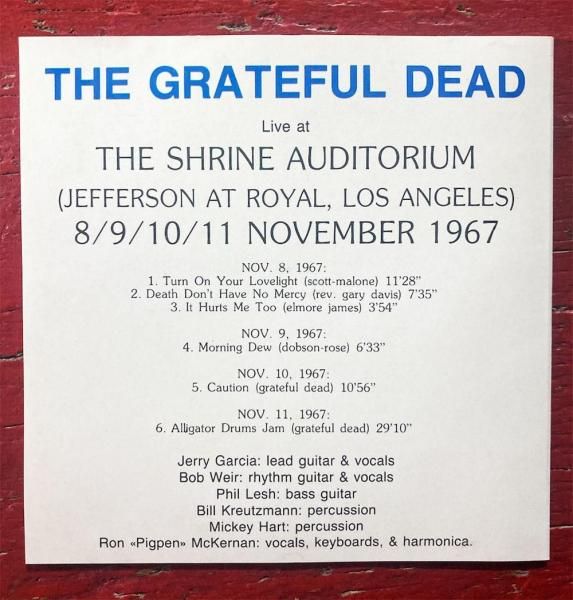 THE GRATEFUL DEAD
Live at
THE SHRINE AUDITORIUM
(JEFFERSON AT ROYAL, LOS ANGELES)
8/9/10/11 NOVEMBER 1967
NOV. 8, 1967:
1. Turn On Your Lovelight (scott-malone) 11'28"
2. Death Don't Have No Mercy (rev. gary davis) 7'35"
3. It Hurts Me Too (elmore james) 3'54"
NOV. 9, 1967:
4. Morning Dew (dobson-rose) 6'33"
NOV. 10, 1967:
5. Caution (grateful dead) 10'56"
NOV. 11, 1967:
6. Alligator Drums Jam (grateful dead) 29'10"
Jerry Garcia: lead guitar & vocals
Bob Weir: rhythm guitar & vocals
Phil Lesh: bass guitar
Bill Kreutzmann: percussion
Mickey Hart: percussion
Ron «Pigpen» McKernan: vocals, keyboards, & harmonica.